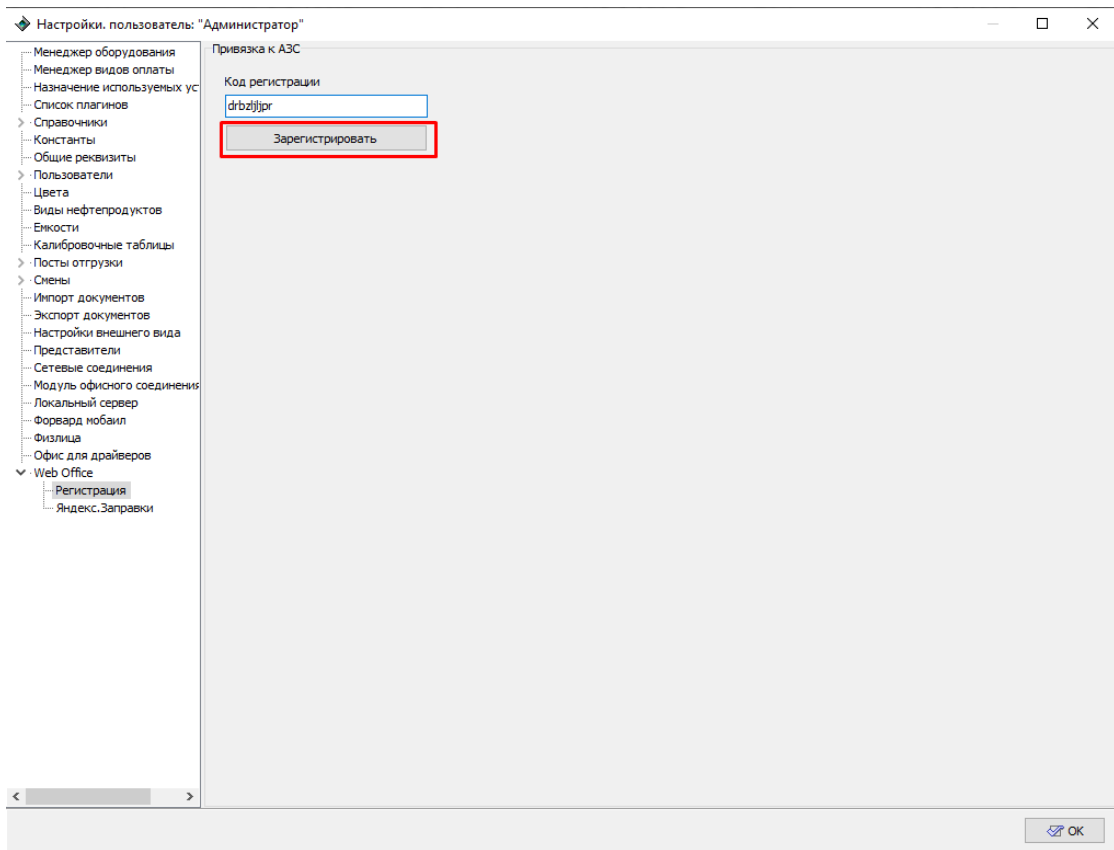 Настройки. пользователь: "Администратор"
Менеджер оборудования
Менеджер видов оплаты
Назначение используемых ус
Список плагинов
Справочники
Константы
Общие реквизиты
Пользователи
Цвета
Виды нефтепродуктов
Емкости
Калибровочные таблицы
Посты отгрузки
Смены
Импорт документов
Экспорт документов
Настройки внешнего вида
Представители
Сетевые соединения
Модуль офисного соединения
Локальный сервер
Форвард мобаил
Физлица
Офис для драйверов
Web Office
Регистрация
Яндекс.Заправки
Привязка к АЗС
Код регистрации
drbzljljpr
Зарегистрировать
OK